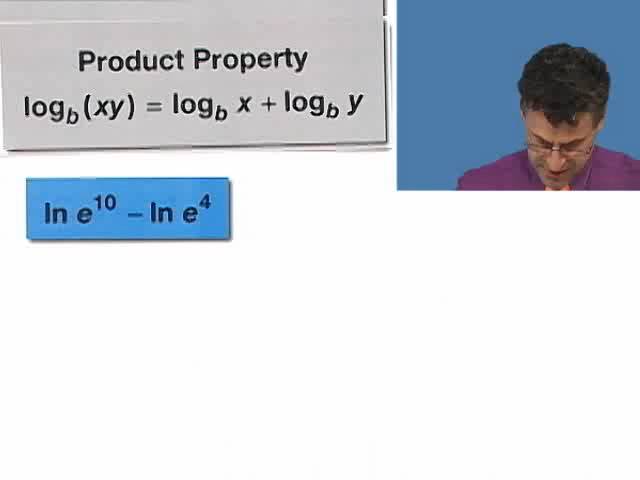 Product Property
log_b (xy) = log_b x + log_b y
ln e^10 – ln e^4